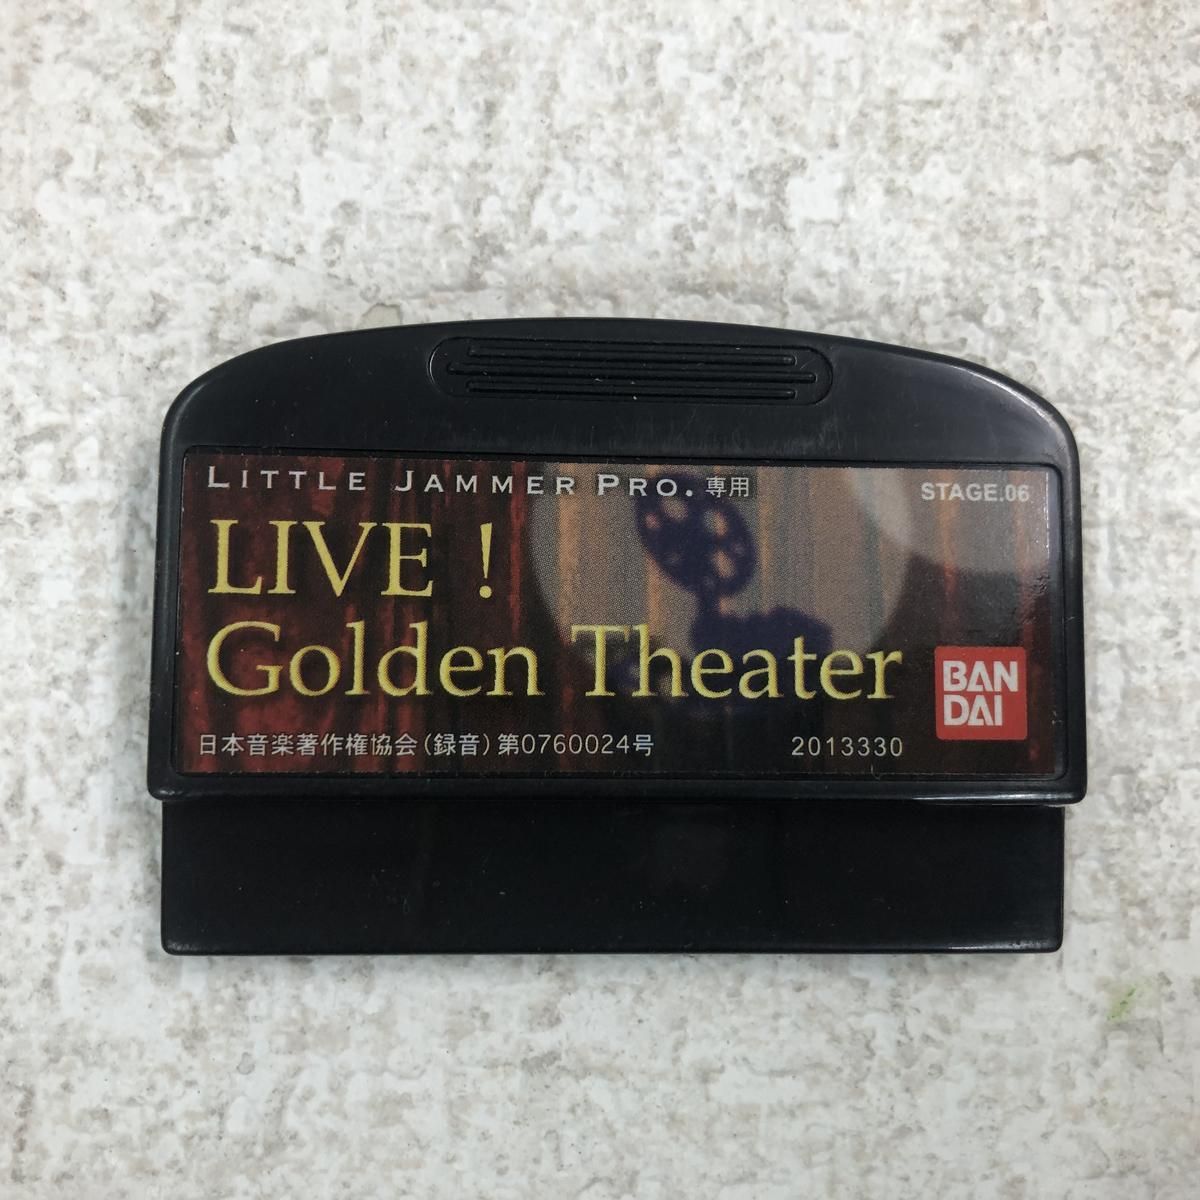 LITTLE JAMMER PRO. 専用
STAGE.06
LIVE !
Golden Theater
BAN
DAI
日本音楽著作権協会(録音)第0760024号
2013330